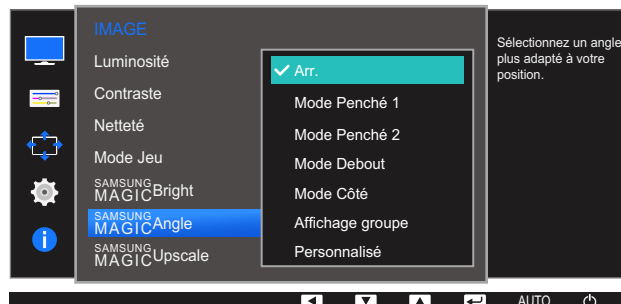 IMAGE
Luminosité
Contraste
Netteté
Mode Jeu
SAMSUNG
MAGICBright
SAMSUNG
MAGICAngle
SAMSUNG
MAGICUpscale
Arr.
Mode Penché 1
Mode Penché 2
Mode Debout
Mode Côté
Affichage groupe
Personnalisé
Sélectionnez un angle
plus adapté à votre
position.
AUTO